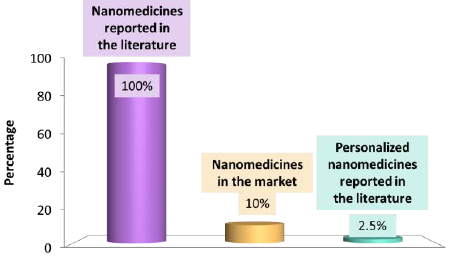 Nanomedicines
reported in
the literature
100
80
60
40
20
0
Percentage
100%
Nanomedicines
in the market
10%
Personalized
nanomedicines
reported in
the literature
2.5%